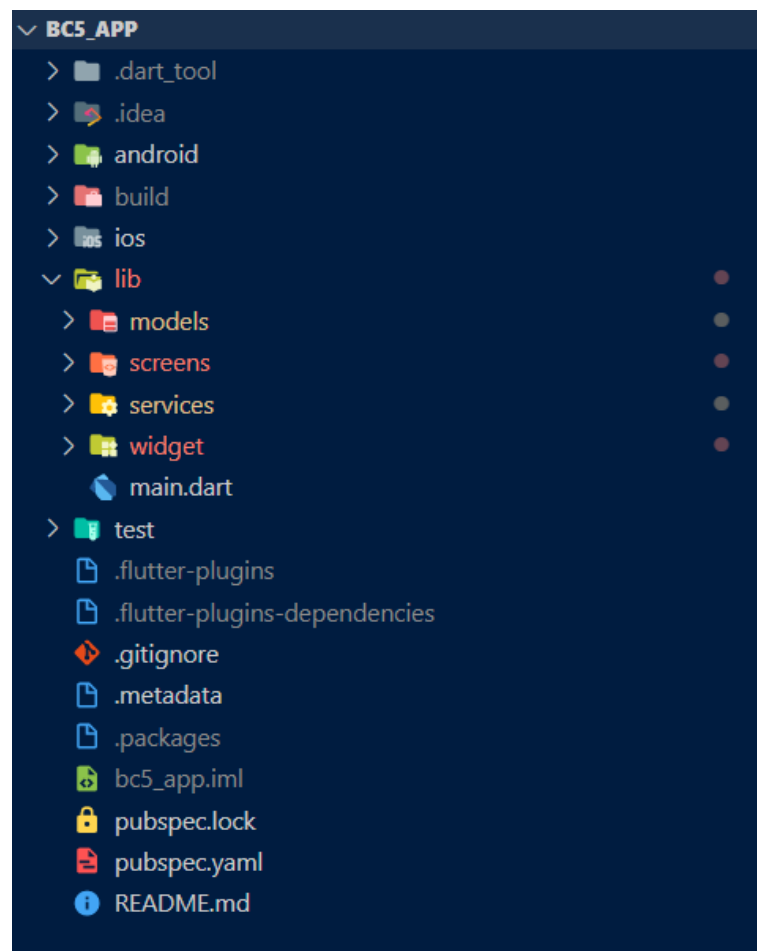 BC5_APP
.dart_tool
.idea
android
build
ios
lib
models
screens
services
widget
main.dart
test
.flutter-plugins
.flutter-plugins-dependencies
.gitignore
.metadata
.packages
bc5_app.iml
pubspec.lock
pubspec.yaml
README.md